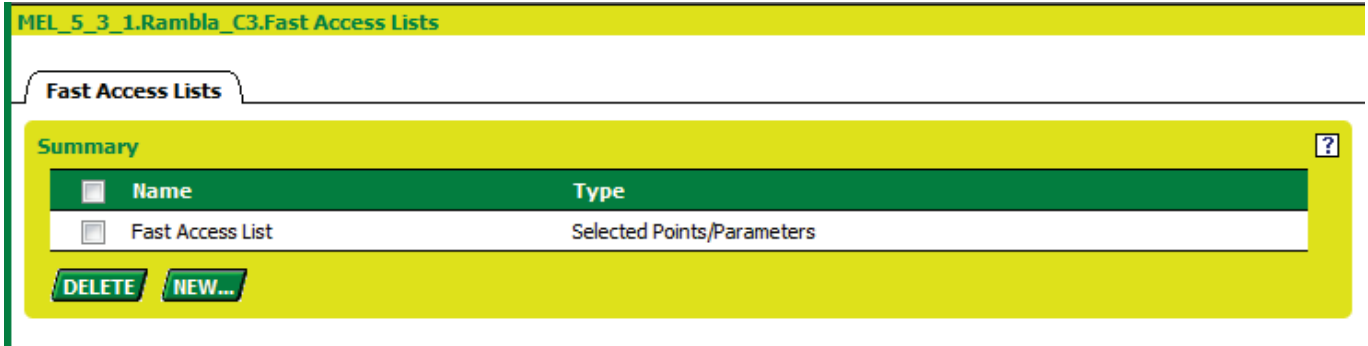 MEL_5_3_1.Rambla_C3.Fast Access Lists
Fast Access Lists
Summary ?
Name Type
Fast Access List Selected Points/Parameters
DELETE NEW...